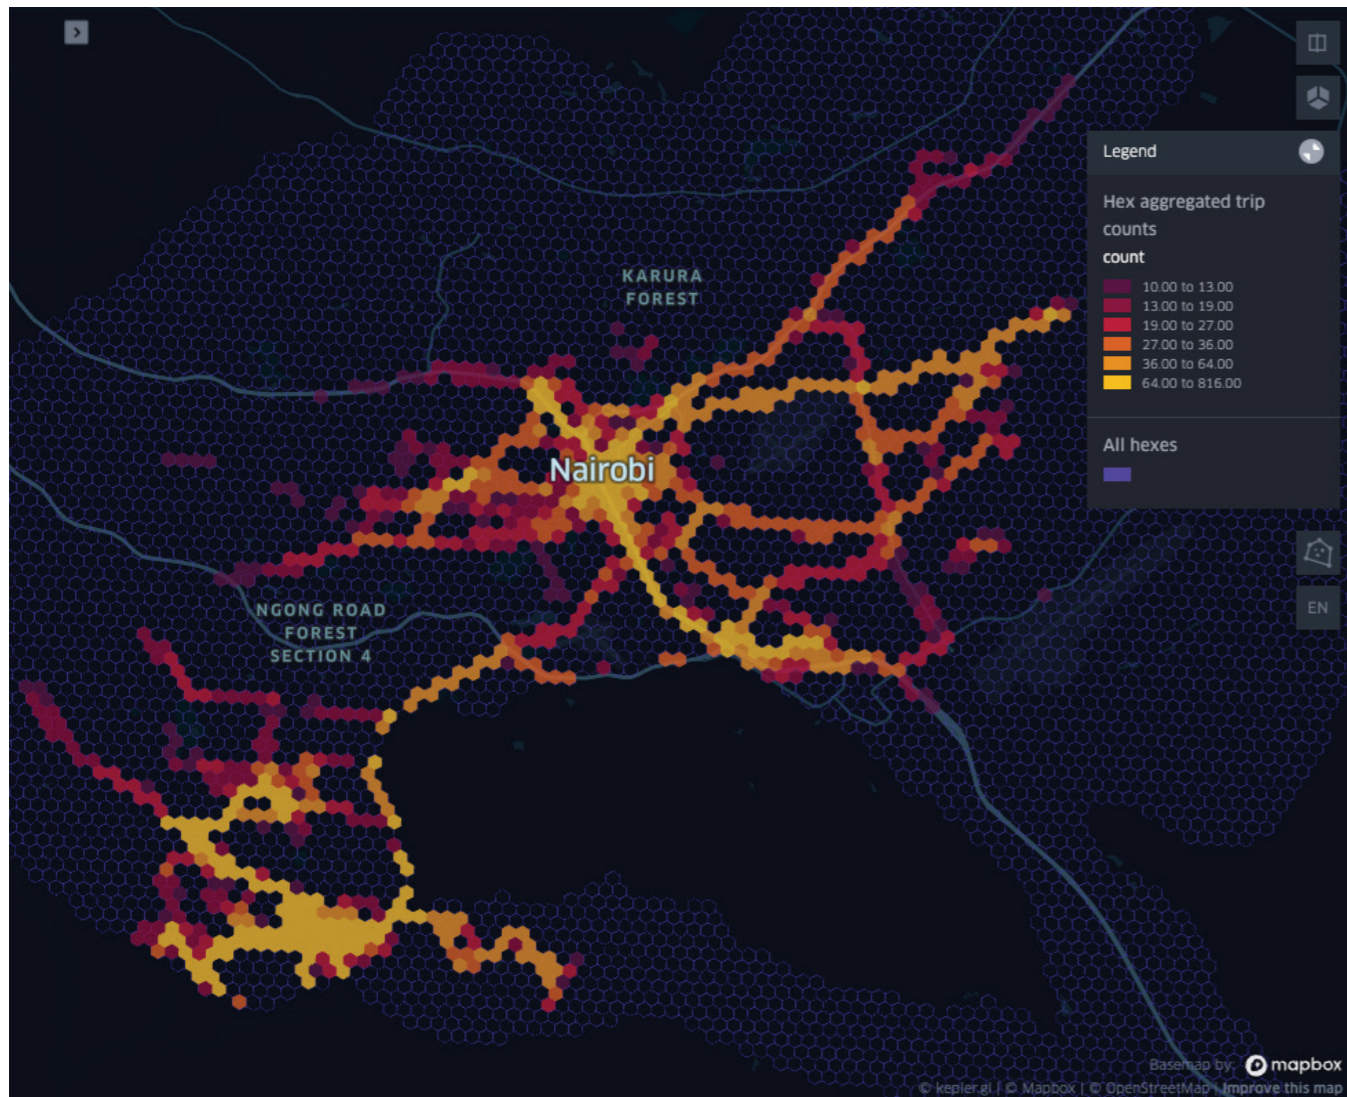 KARURA
FOREST
Nairobi
NGONG ROAD
FOREST
SECTION 4
Legend
Hex aggregated trip
counts
count
10.00 to 13.00
13.00 to 19.00
19.00 to 27.00
27.00 to 36.00
36.00 to 64.00
64.00 to 816.00
All hexes
EN
Basemap by:
mapbox
© kepler.gl | © Mapbox | © OpenStreetMap | Improve this map